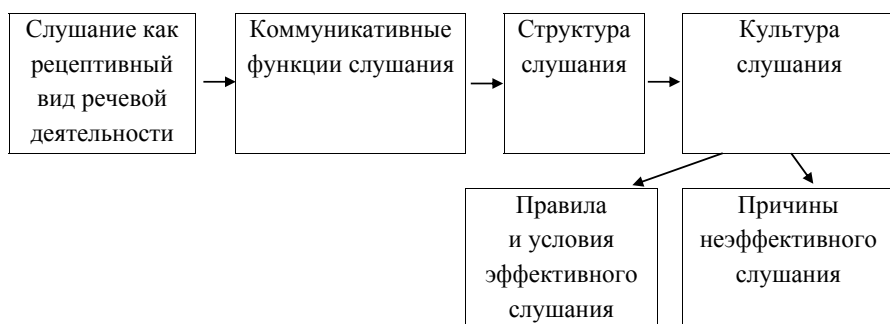 Слушание как
рецептивный
вид речевой
деятельности
Коммуникативные
функции слушания
Структура
слушания
Культура
слушания
Правила
и условия
эффективного
слушания
Причины
неэффективного
слушания